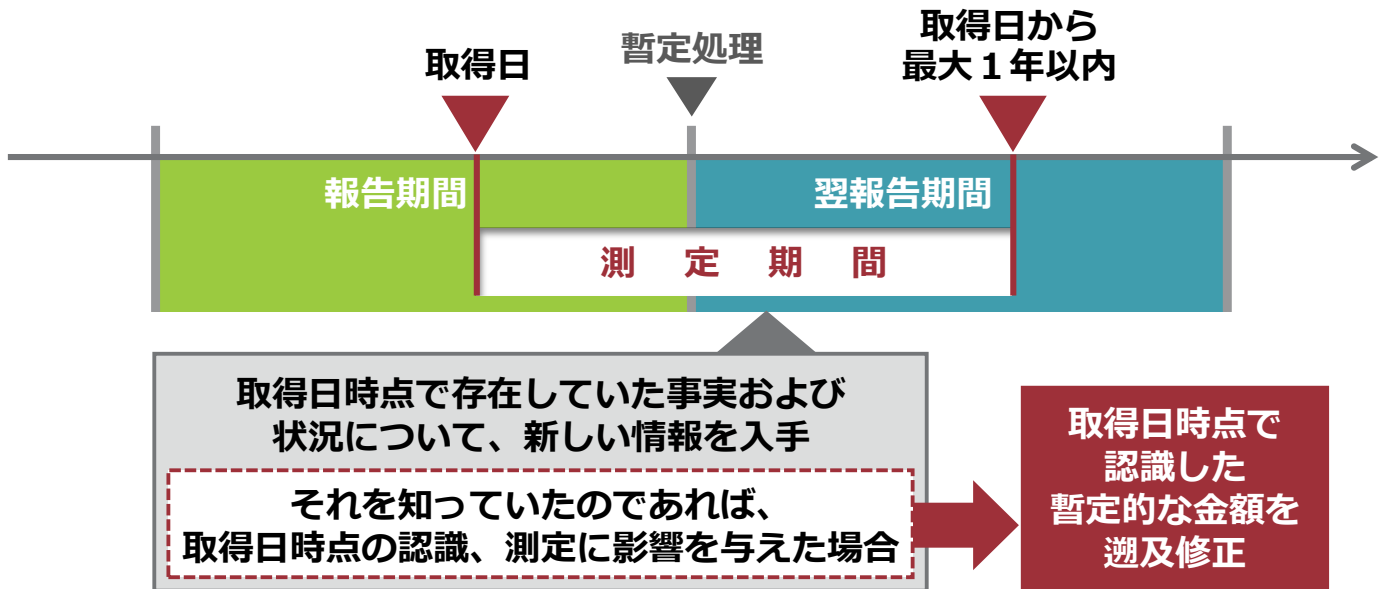 取得日
暫定処理
取得日から
最大１年以内
報告期間
翌報告期間
測定期間
取得日時点で存在していた事実および
状況について、新しい情報を入手
それを知っていたのであれば、
取得日時点の認識、測定に影響を与えた場合
取得日時点で
認識した
暫定的な金額を
遡及修正